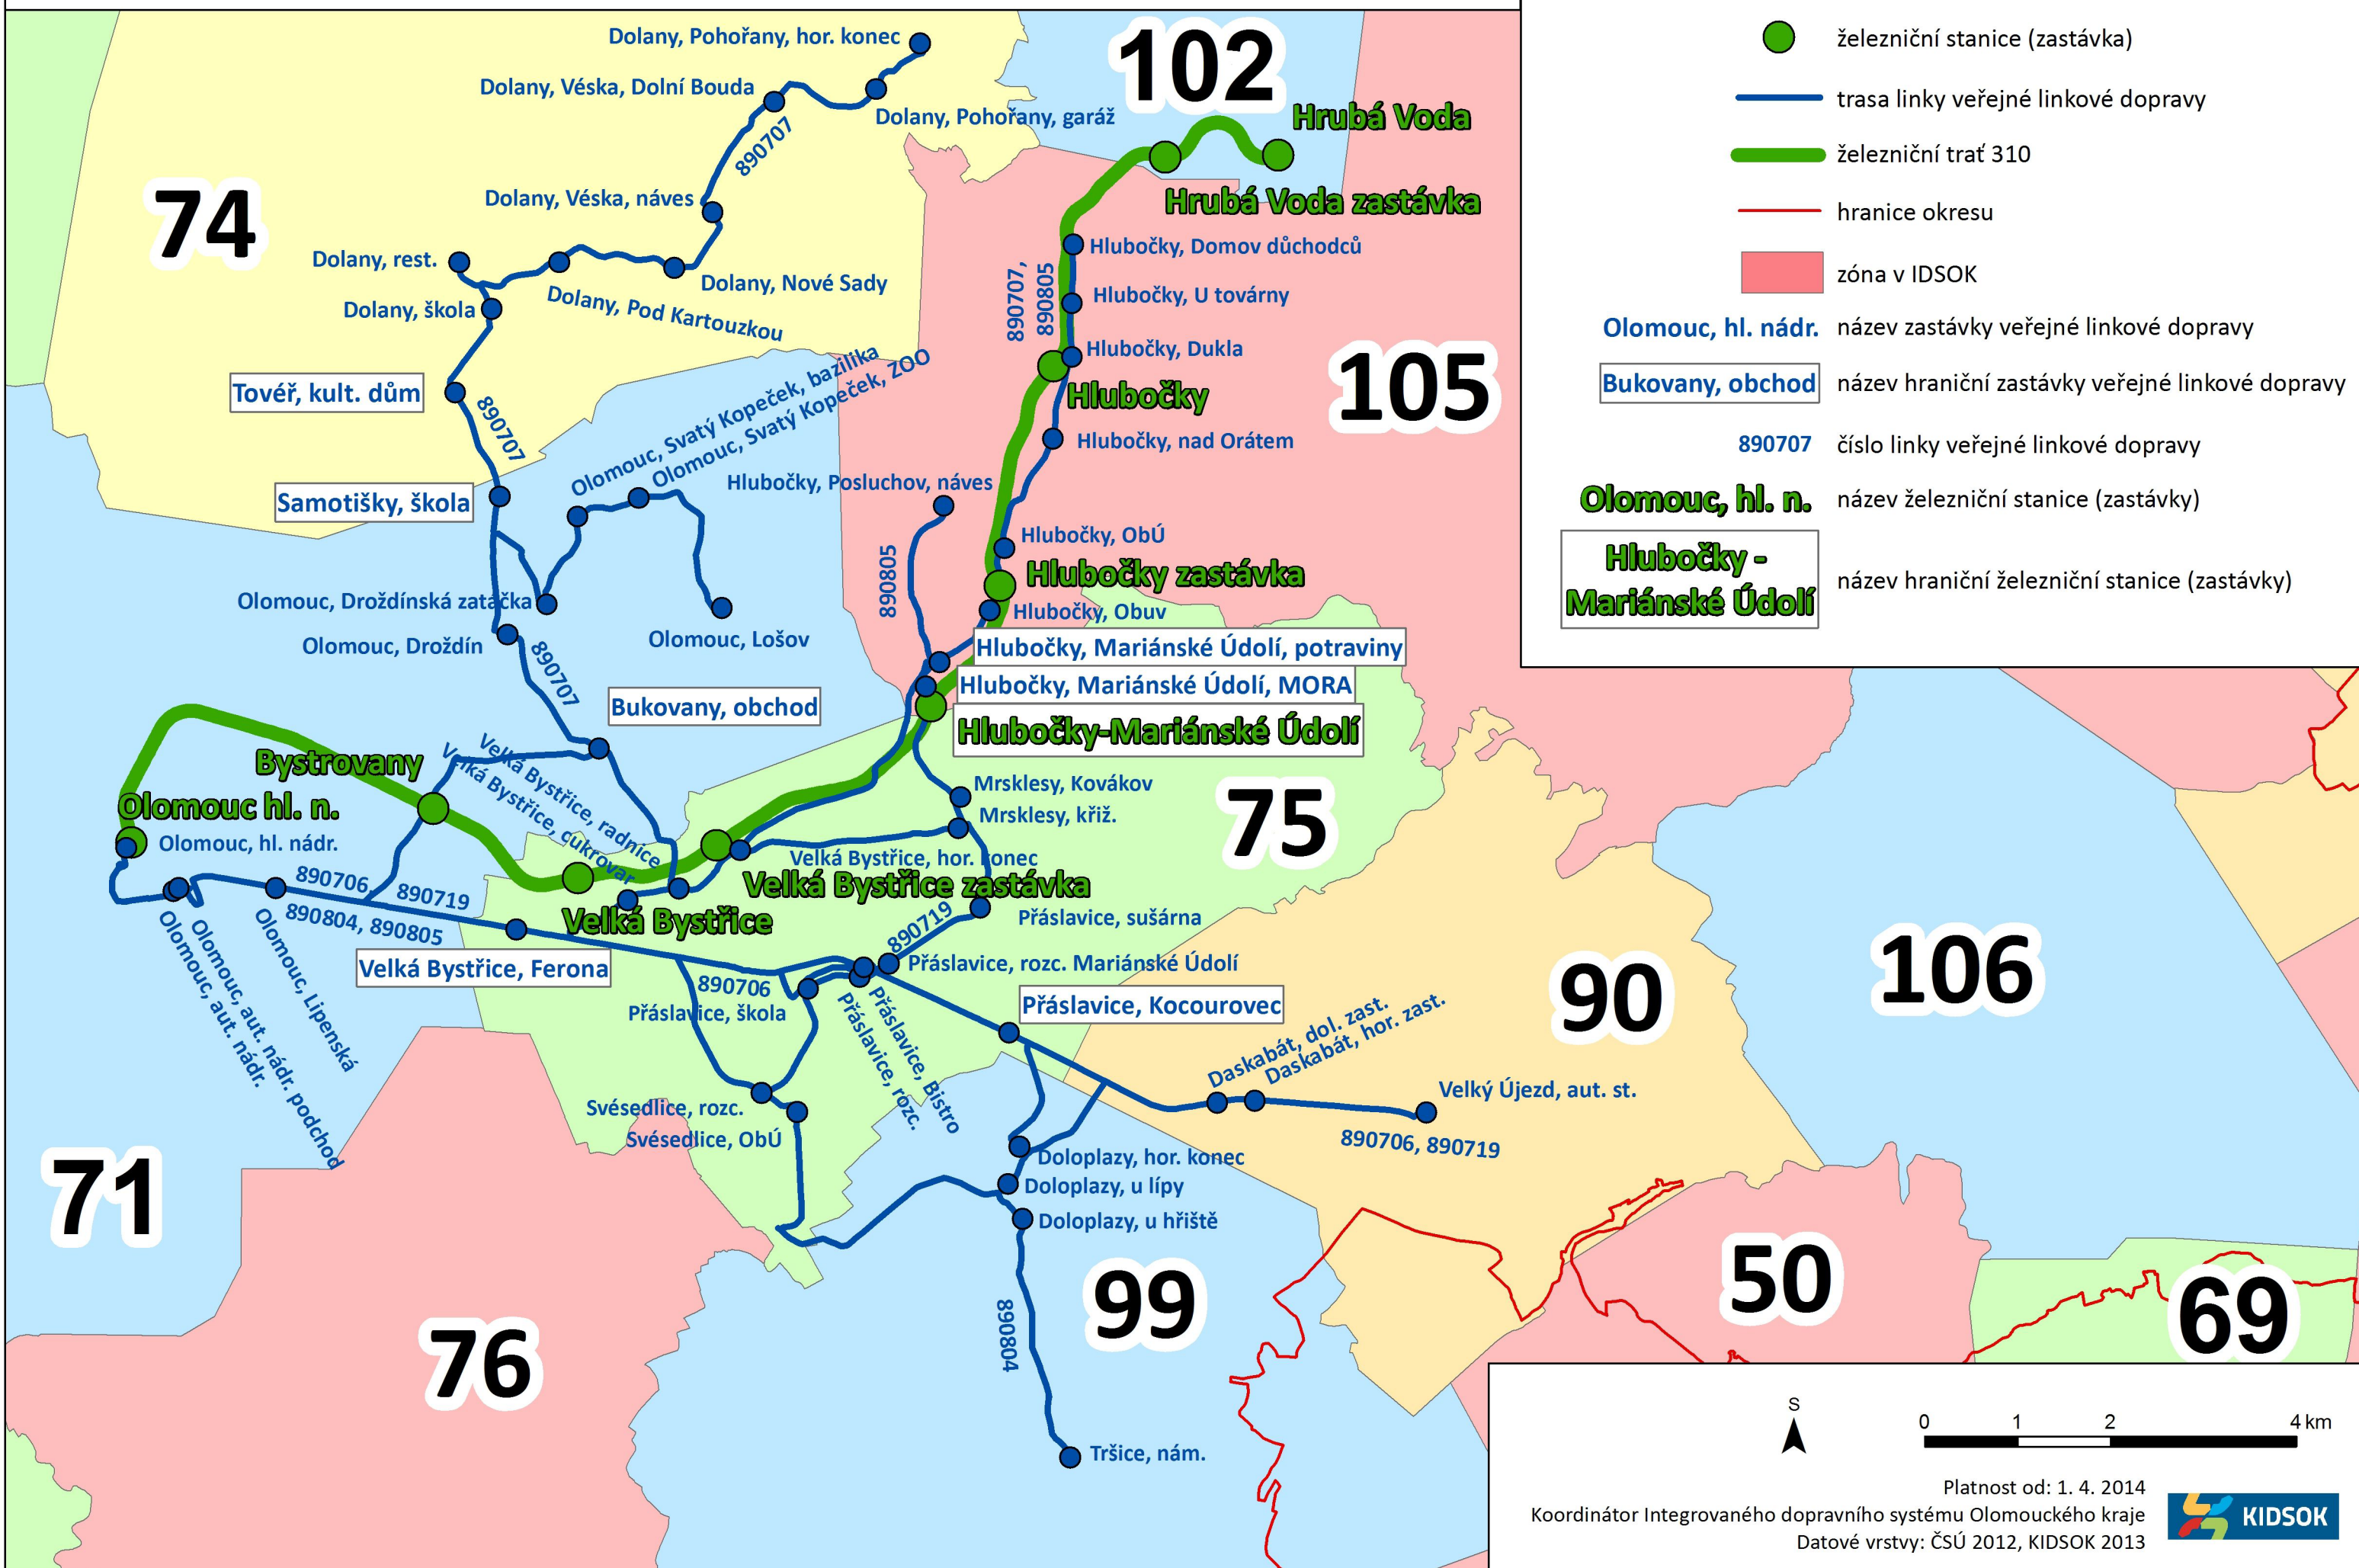 Dolany, Pohořany, hor. konec
Dolany, Véska, Dolní Bouda
Dolany, Pohořany, garáž
890707
Dolany, Véska, náves
74
Dolany, rest.
Dolany, Nové Sady
Dolany, škola
Dolany, Pod Kartouzkou
Tovéř, kult. dům
890707
Samotišky, škola
Olomouc, Svatý Kopeček, bazilika
Olomouc, Svatý Kopeček, ZOO
102
Hrubá Voda
Hrubá Voda zastávka
Hlubočky, Domov důchodců
890707,
890805
Hlubočky, U továrny
Hlubočky, Dukla
Hlubočky
105
Hlubočky, nad Orátem
Hlubočky, Posluchov, náves
Hlubočky, ObÚ
890805
Hlubočky zastávka
Hlubočky, Obuv
Olomouc, Droždínská zatáčka
Olomouc, Droždín
Olomouc, Lošov
890707
Hlubočky, Mariánské Údolí, potraviny
Hlubočky, Mariánské Údolí, MORA
Hlubočky-Mariánské Údolí
Bukovany, obchod
Bystrovany
Velká Bystřice, radnice
Velká Bystřice, cukrovar
Olomouc hl. n.
Olomouc, hl. nádr.
Mrsklesy, Kovákov
Mrsklesy, křiž.
75
Velká Bystřice, hor. konec
Velká Bystřice zastávka
Velká Bystřice
890706,
890719
890804, 890805
Olomouc, aut. nádr.
Olomouc, aut. nádr. podchod
Olomouc, Lipenská
Velká Bystřice, Ferona
890719
Přáslavice, sušárna
Přáslavice, rozc. Mariánské Údolí
890706
Přáslavice, škola
Přáslavice, rozc.
Přáslavice, Bistro
Přáslavice, Kocourovec
90
106
Daskabát, dol. zast.
Daskabát, hor. zast.
Velký Újezd, aut. st.
890706, 890719
Svésedlice, rozc.
Svésedlice, ObÚ
Doloplazy, hor. konec
Doloplazy, u lípy
Doloplazy, u hřiště
71
76
99
50
69
890804
Tršice, nám.
železniční stanice (zastávka)
trasa linky veřejné linkové dopravy
železniční trať 310
hranice okresu
zóna v IDSOK
Olomouc, hl. nádr. název zastávky veřejné linkové dopravy
Bukovany, obchod název hraniční zastávky veřejné linkové dopravy
890707 číslo linky veřejné linkové dopravy
Olomouc, hl. n. název železniční stanice (zastávky)
Hlubočky -
Mariánské Údolí název hraniční železniční stanice (zastávky)
S
0 1 2 4 km
Platnost od: 1. 4. 2014
Koordinátor Integrovaného dopravního systému Olomouckého kraje
Datové vrstvy: ČSÚ 2012, KIDSOK 2013
KIDSOK